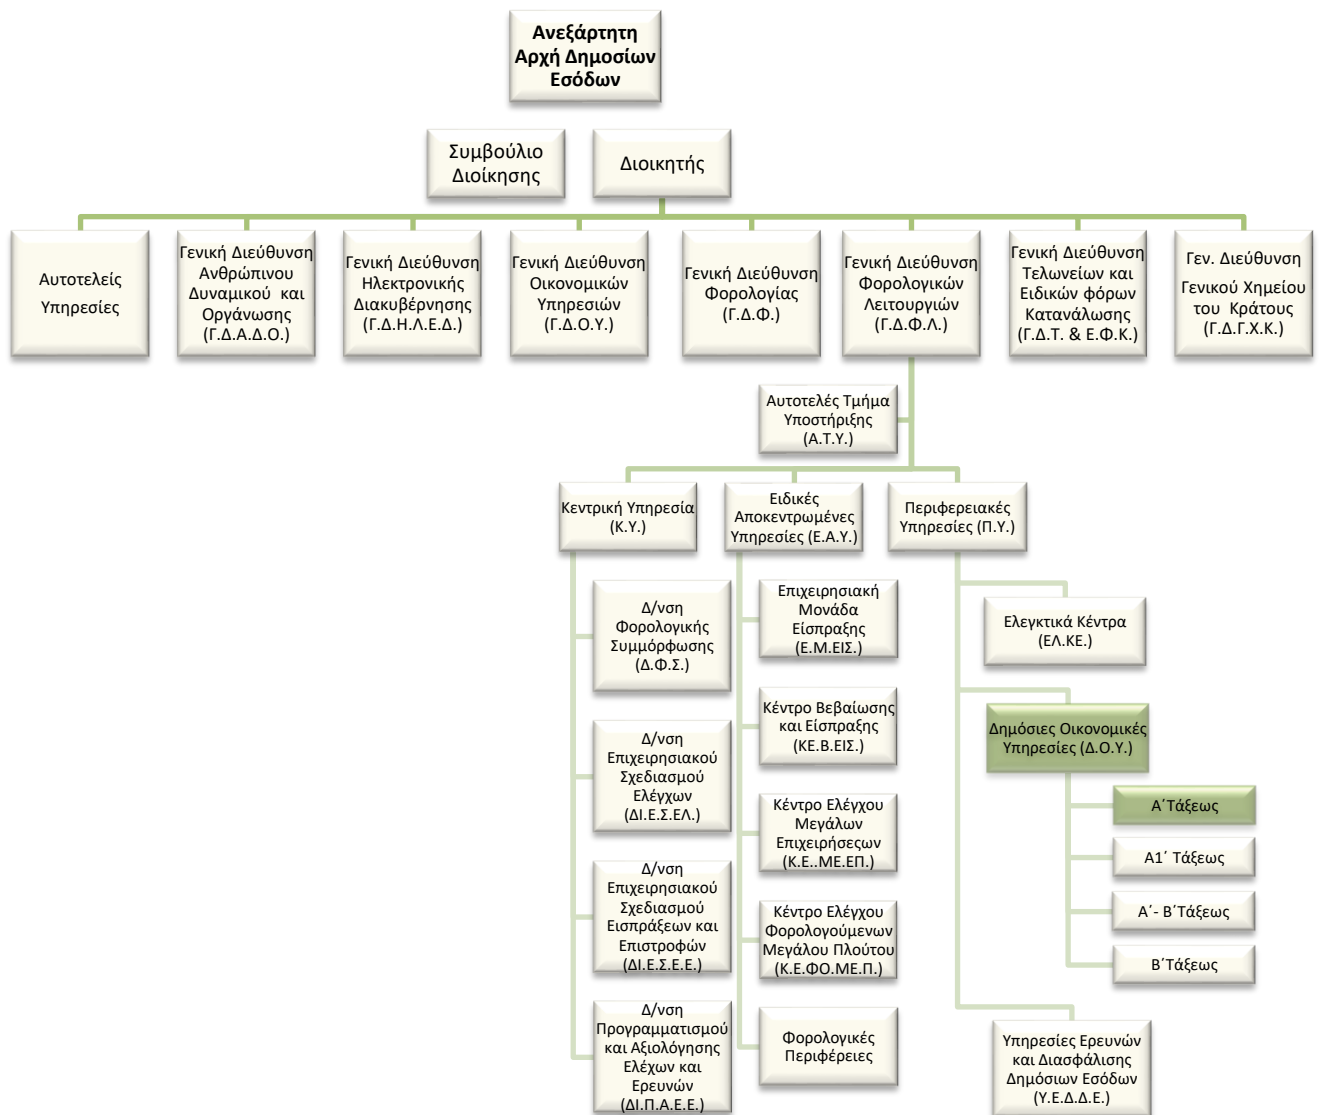 Ανεξάρτητη
Αρχή Δημοσίων
Εσόδων
Συμβούλιο
Διοίκησης
Διοικητής
Αυτοτελείς
Υπηρεσίες
Γενική Διεύθυνση
Ανθρώπινου
Δυναμικού και
Οργάνωσης
(Γ.Δ.Α.Δ.Ο.)
Γενική Διεύθυνση
Ηλεκτρονικής
Διακυβέρνησης
(Γ.Δ.Η.Λ.Ε.Δ.)
Γενική Διεύθυνση
Οικονομικών
Υπηρεσιών
(Γ.Δ.Ο.Υ.)
Γενική Διεύθυνση
Φορολογίας
(Γ.Δ.Φ.)
Γενική Διεύθυνση
Φορολογικών
Λειτουργιών
(Γ.Δ.Φ.Λ.)
Γενική Διεύθυνση
Τελωνείων και
Ειδικών φόρων
Κατανάλωσης
(Γ.Δ.Τ. & Ε.Φ.Κ.)
Γεν. Διεύθυνση
Γενικού Χημείου
του Κράτους
(Γ.Δ.Γ.Χ.Κ.)
Αυτοτελές Τμήμα
Υποστήριξης
(Α.Τ.Υ.)
Κεντρική Υπηρεσία
(Κ.Υ.)
Ειδικές
Αποκεντρωμένες
Υπηρεσίες (Ε.Α.Υ.)
Περιφερειακές
Υπηρεσίες (Π.Υ.)
Δ/νση
Φορολογικής
Συμμόρφωσης
(Δ.Φ.Σ.)
Δ/νση
Επιχειρησιακού
Σχεδιασμού
Ελέγχων
(ΔΙ.Ε.Σ.ΕΛ.)
Δ/νση
Επιχειρησιακού
Σχεδιασμού
Εισπράξεων και
Επιστροφών
(ΔΙ.Ε.Σ.Ε.Ε.)
Δ/νση
Προγραμματισμού
και Αξιολόγησης
Ελέχων και
Ερευνών
(ΔΙ.Π.Α.Ε.Ε.)
Επιχειρησιακή
Μονάδα
Είσπραξης
(Ε.Μ.ΕΙΣ.)
Κέντρο Βεβαίωσης
και Είσπραξης
(ΚΕ.Β.ΕΙΣ.)
Κέντρο Ελέγχου
Μεγάλων
Επιχειρήσεςων
(Κ.Ε..ΜΕ.ΕΠ.)
Κέντρο Ελέγχου
Φορολογούμενων
Μεγάλου Πλούτου
(Κ.Ε.ΦΟ.ΜΕ.Π.)
Φορολογικές
Περιφέρειες
Ελεγκτικά Κέντρα
(ΕΛ.ΚΕ.)
Δημόσιες Οικονομικές
Υπηρεσίες (Δ.Ο.Υ.)
Α΄Τάξεως
Α1΄ Τάξεως
Α΄- Β΄Τάξεως
Β΄Τάξεως
Υπηρεσίες Ερευνών
και Διασφάλισης
Δημόσιων Εσόδων
(Υ.Ε.Δ.Δ.Ε.)